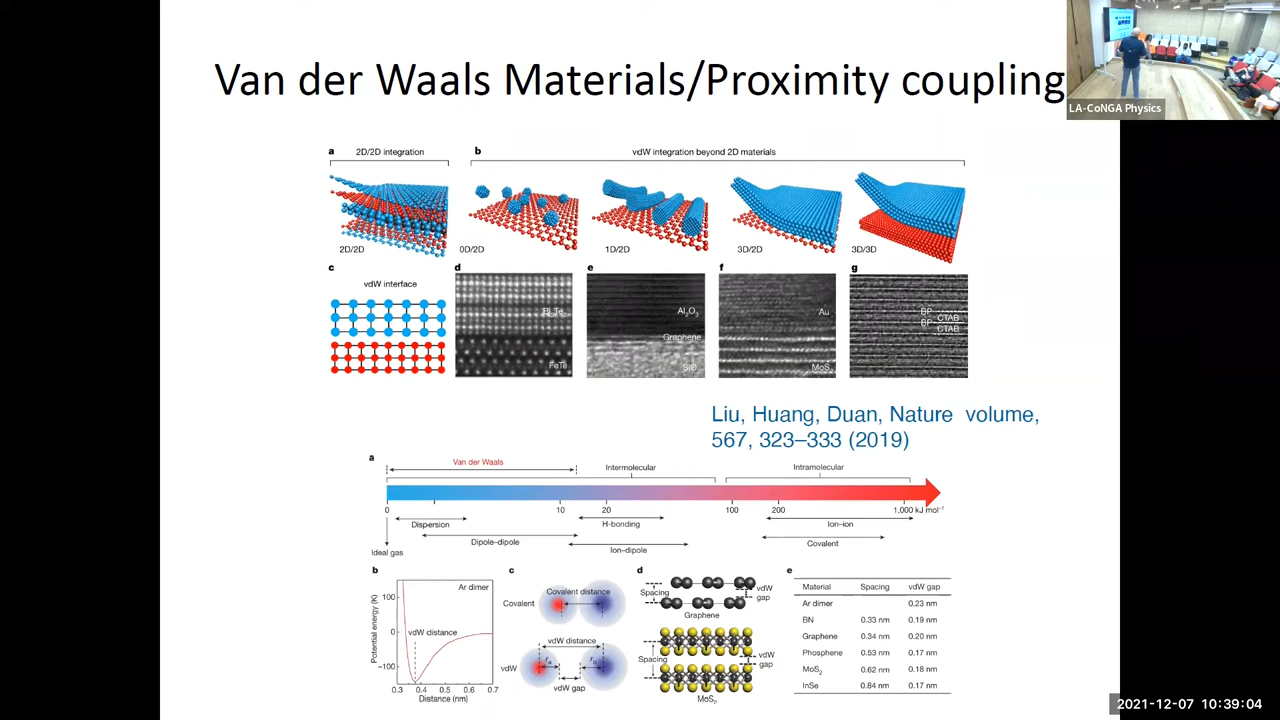 Van der Waals Materials/Proximity coupling
LA-CoNGA Physics
a 2D/2D integration
b vdW integration beyond 2D materials
2D/2D
0D/2D
1D/2D
3D/2D
3D/3D
c vdW interface
d
Bi2Te3
FeTe
e
Al2O3
Graphene
SiO2
f
Au
MoS2
g
BP
CTAB
BP
CTAB
Liu, Huang, Duan, Nature volume,
567, 323–333 (2019)
a
Van der Waals
Intermolecular
Intramolecular
0 10 20 100 200 1,000 kJ mol⁻¹
Dispersion
H-bonding
Ion–ion
Dipole–dipole
Ion–dipole
Covalent
Ideal gas
b
Ar dimer
Potential energy (K)
100
0
−100
vdW distance
0.3 0.4 0.5 0.6 0.7
Distance (nm)
c
Covalent
Covalent distance
vdW distance
vdW
vdW gap
d
Spacing
vdW
gap
Graphene
Spacing
vdW
gap
MoS2
e
Material Spacing vdW gap
Ar dimer 0.23 nm
BN 0.33 nm 0.19 nm
Graphene 0.34 nm 0.20 nm
Phosphene 0.53 nm 0.17 nm
MoS2 0.62 nm 0.18 nm
InSe 0.84 nm 0.17 nm
2021-12-07 10:39:04